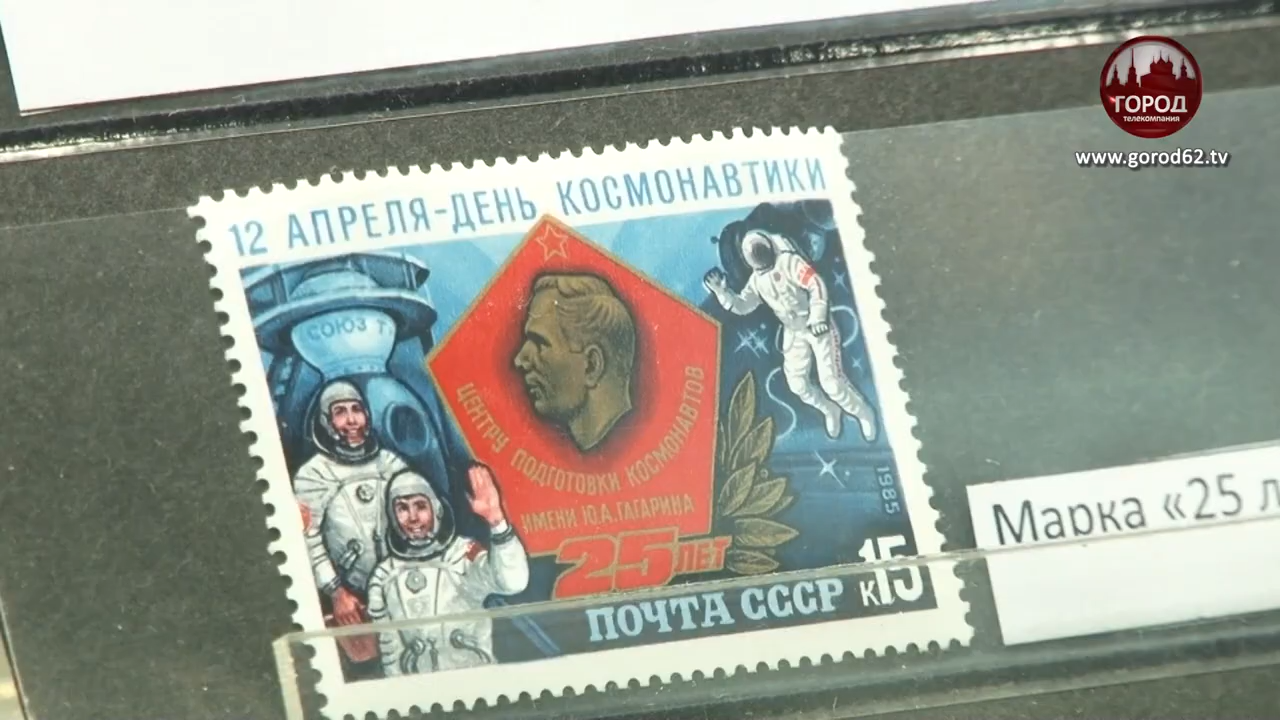 ГОРОД
телекомпания
www.gorod62.tv
12 АПРЕЛЯ-ДЕНЬ КОСМОНАВТИКИ
СОЮЗ Т
ЦЕНТРУ ПОДГОТОВКИ КОСМОНАВТОВ
ИМЕНИ Ю.А.ГАГАРИНА
25 ЛЕТ
1985
ПОЧТА СССР к15
Марка «25 л